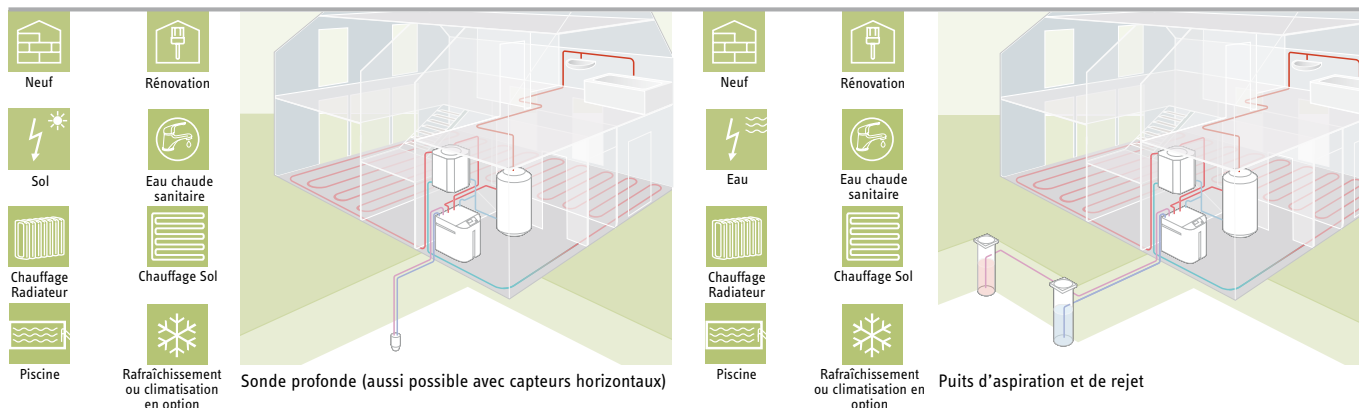 Neuf
Rénovation
Sol
Eau chaude
sanitaire
Chauffage
Radiateur
Chauffage Sol
Piscine
Rafraîchissement
ou climatisation
en option
Sonde profonde (aussi possible avec capteurs horizontaux)
Neuf
Rénovation
Eau
Eau chaude
sanitaire
Chauffage
Radiateur
Chauffage Sol
Piscine
Rafraîchissement
ou climatisation en
option
Puits d'aspiration et de rejet